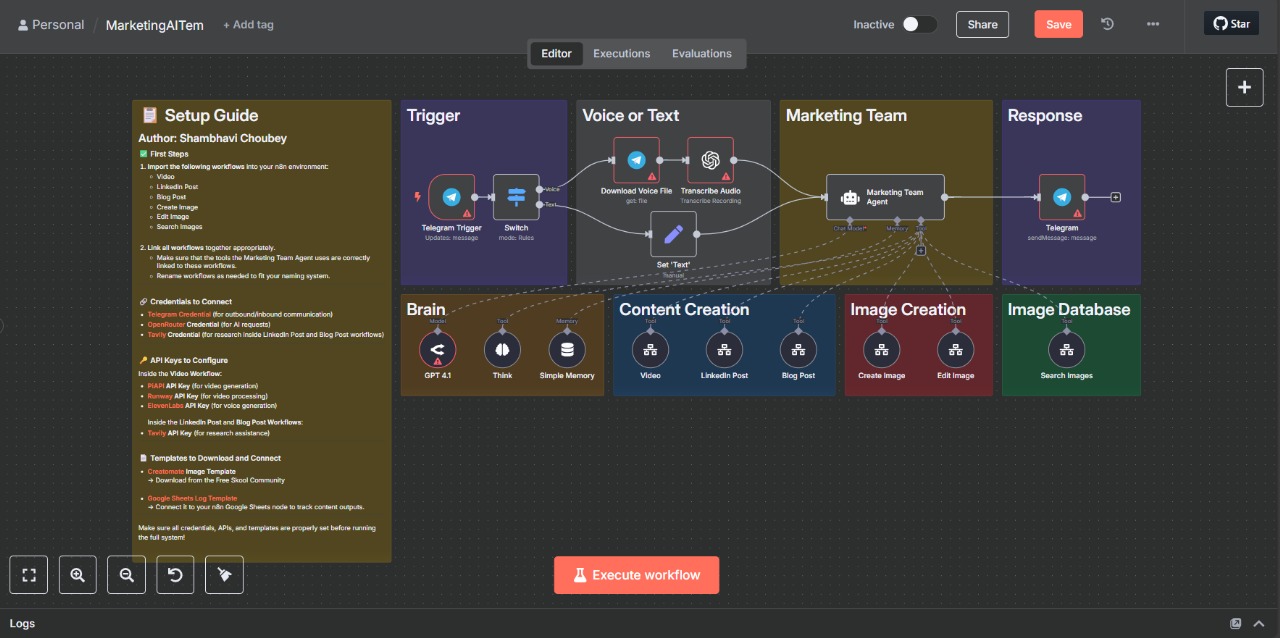 Personal / MarketingAITem + Add tag
Inactive
Share
Save
Star
Editor
Executions
Evaluations
Setup Guide
Author: Shambhavi Choubey
First Steps
1. Import the following workflows into your n8n environment:
Video
LinkedIn Post
Blog Post
Create Image
Edit Image
Search Images
2. Link all workflows together appropriately.
Make sure that the tools the Marketing Team Agent uses are correctly
linked to these workflows.
Rename workflows as needed to fit your naming system.
Credentials to Connect
Telegram Credential (for outbound/inbound communication)
OpenRouter Credential (for AI requests)
Tavily Credential (for research inside LinkedIn Post and Blog Post workflows)
API Keys to Configure
Inside the Video Workflow:
PiAPI API Key (for video generation)
Runway API Key (for video processing)
ElevenLabs API Key (for voice generation)
Inside the LinkedIn Post and Blog Post Workflows:
Tavily API Key (for research assistance)
Templates to Download and Connect
Creatomate Image Template
→ Download from the Free Skool Community
Google Sheets Log Template
→ Connect it to your n8n Google Sheets node to track content outputs.
Make sure all credentials, APIs, and templates are properly set before running
the full system!
Trigger
Telegram Trigger
Updates: message
Switch
mode: Rules
Voice
Text
Voice or Text
Download Voice File
get: file
Transcribe Audio
Transcribe Recording
Set 'Text'
manual
Marketing Team
Marketing Team
Agent
Chat Model*
Memory
Tool
Response
Telegram
sendMessage: message
Brain
Model
GPT 4.1
Tool
Think
Memory
Simple Memory
Content Creation
Tool
Video
Tool
LinkedIn Post
Tool
Blog Post
Image Creation
Tool
Create Image
Tool
Edit Image
Image Database
Tool
Search Images
Execute workflow
Logs